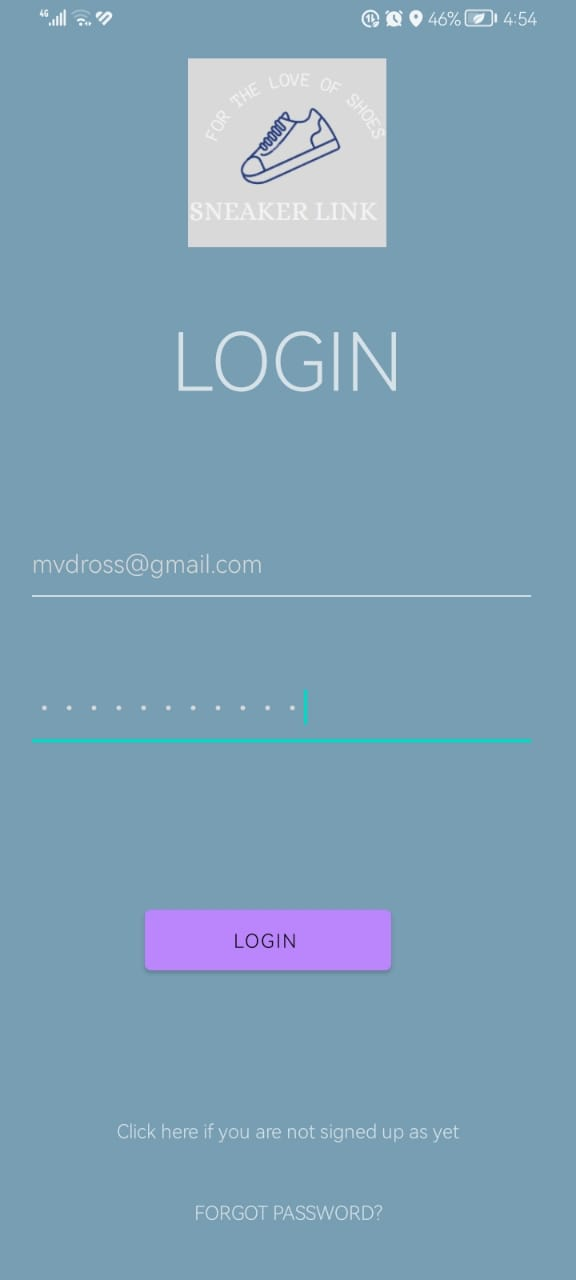 4G 46% 4:54
FOR THE LOVE OF SHOES
SNEAKER LINK
LOGIN
mvdross@gmail.com
...........
LOGIN
Click here if you are not signed up as yet
FORGOT PASSWORD?